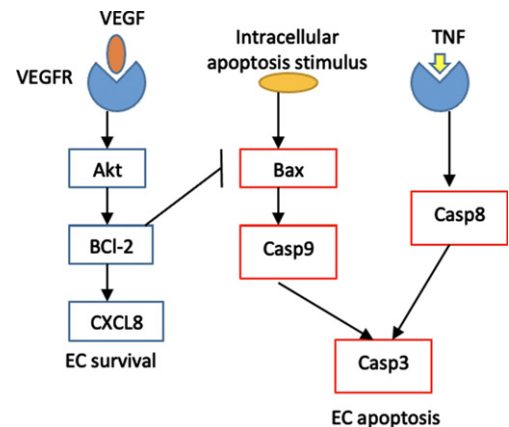 VEGF
VEGFR
Akt
BCl-2
CXCL8
EC survival
Intracellular
apoptosis stimulus
Bax
Casp9
TNF
Casp8
Casp3
EC apoptosis